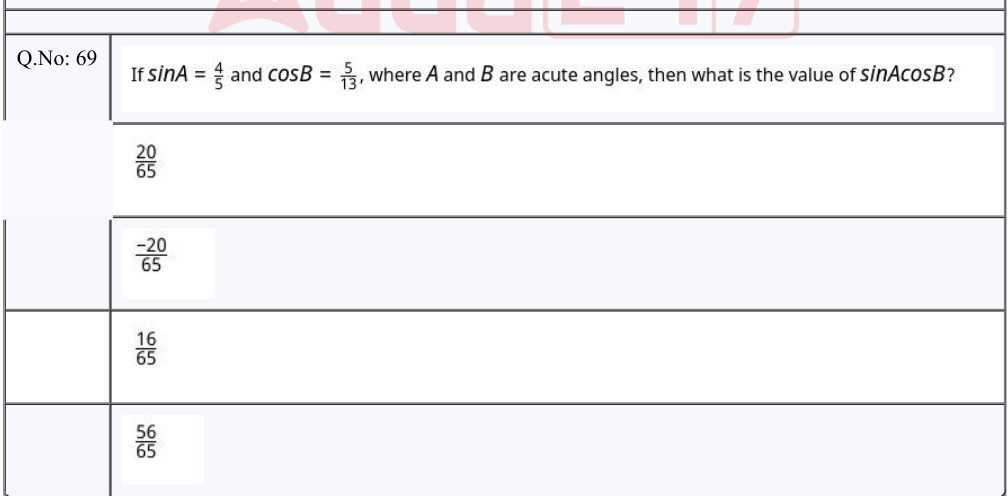 Q.No: 69
If sinA = 4/5 and cosB = 5/13, where A and B are acute angles, then what is the value of sinAcosB?
20/65
−20/65
16/65
56/65